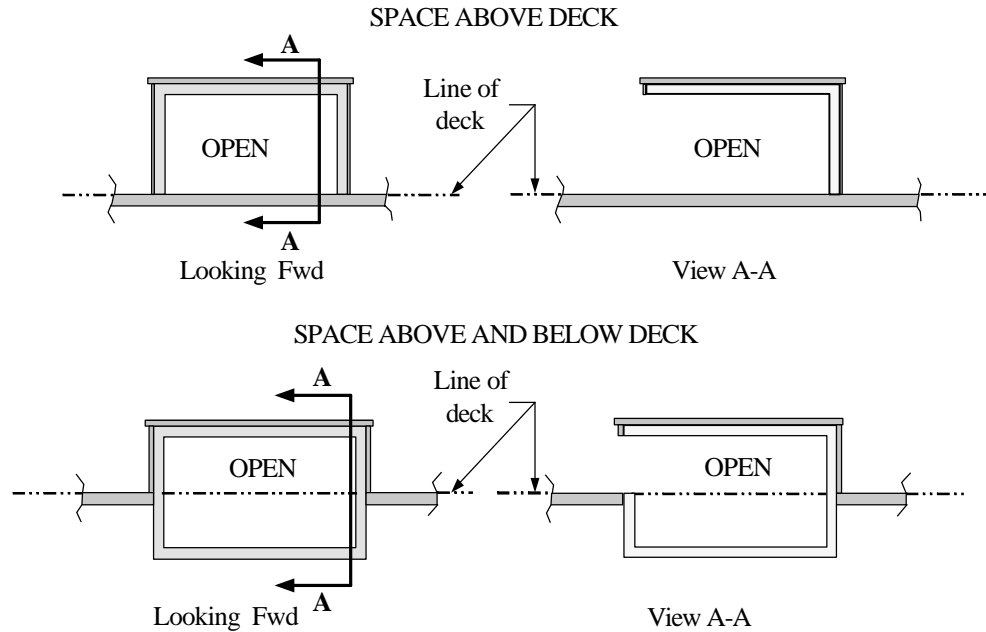 SPACE ABOVE DECK
A
Line of
deck
OPEN
OPEN
A
Looking Fwd
View A-A
SPACE ABOVE AND BELOW DECK
A
Line of
deck
OPEN
OPEN
A
Looking Fwd
View A-A